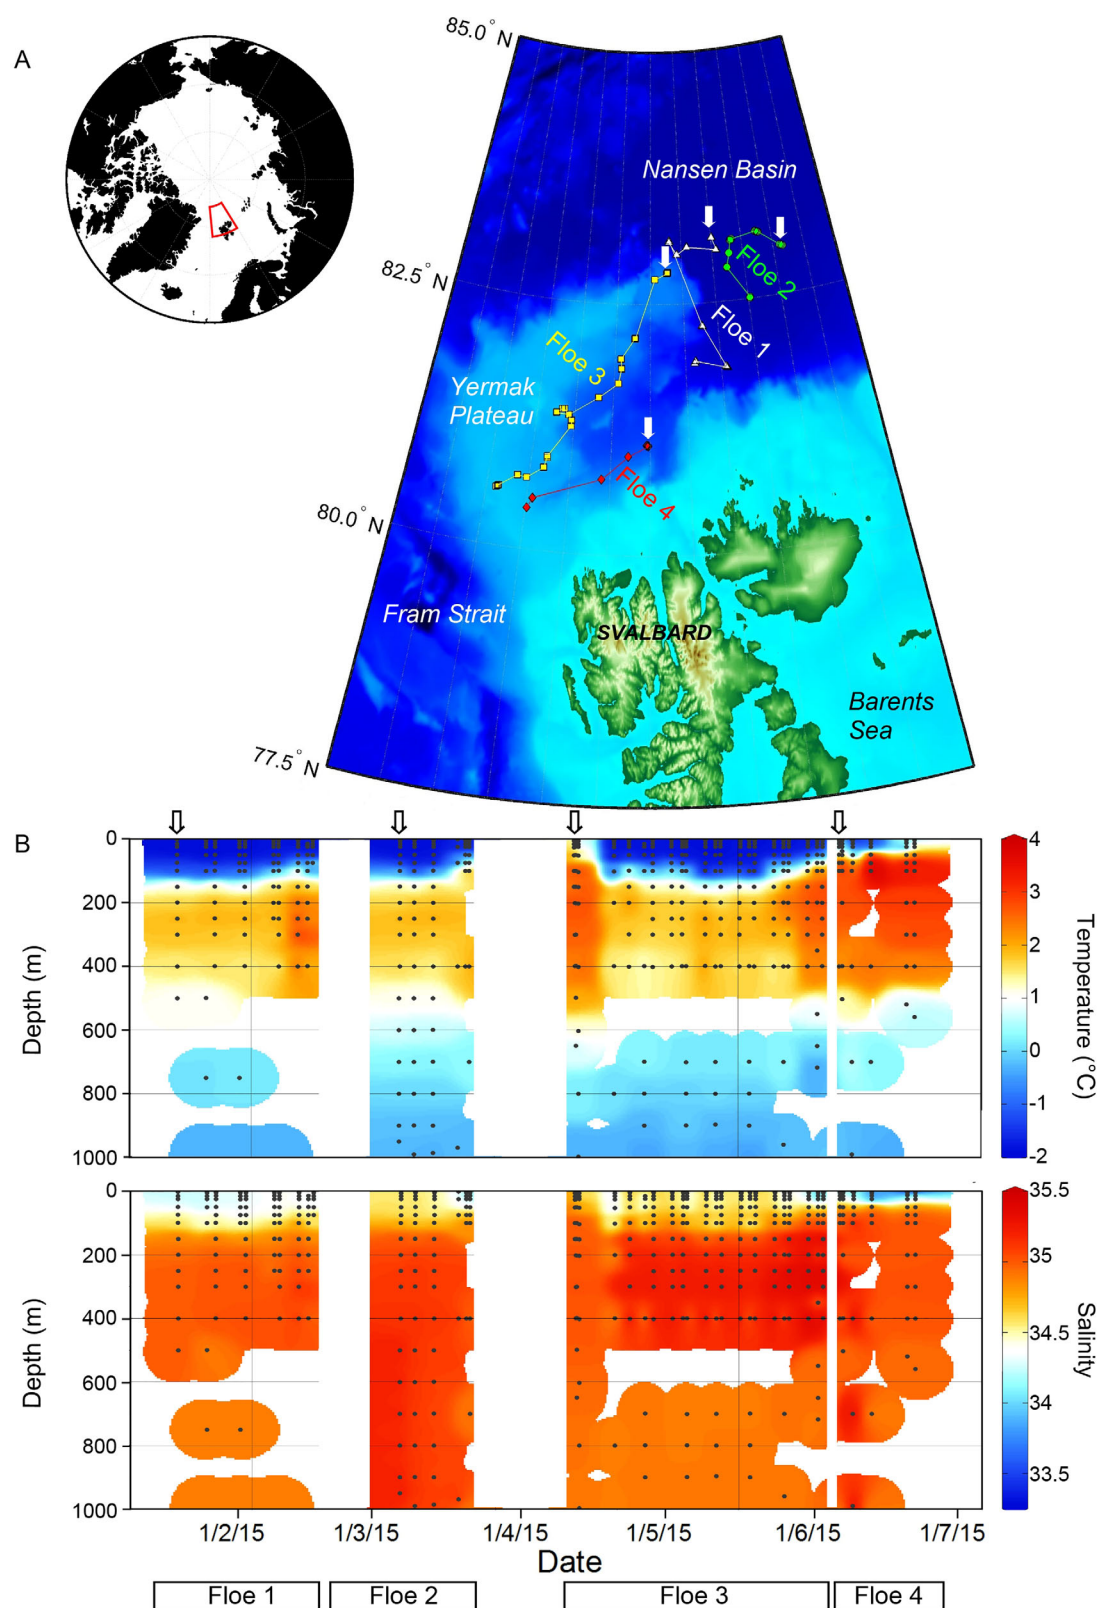 A
85.0° N
82.5° N
80.0° N
77.5° N
Nansen Basin
Floe 2
Floe 1
Floe 3
Yermak
Plateau
Floe 4
Fram Strait
SVALBARD
Barents
Sea
B
Depth (m)
0
200
400
600
800
1000
4
3
2
1
0
-1
-2
Temperature (°C)
Depth (m)
0
200
400
600
800
1000
35.5
35
34.5
34
33.5
Salinity
1/2/15
1/3/15
1/4/15
1/5/15
1/6/15
1/7/15
Date
Floe 1
Floe 2
Floe 3
Floe 4